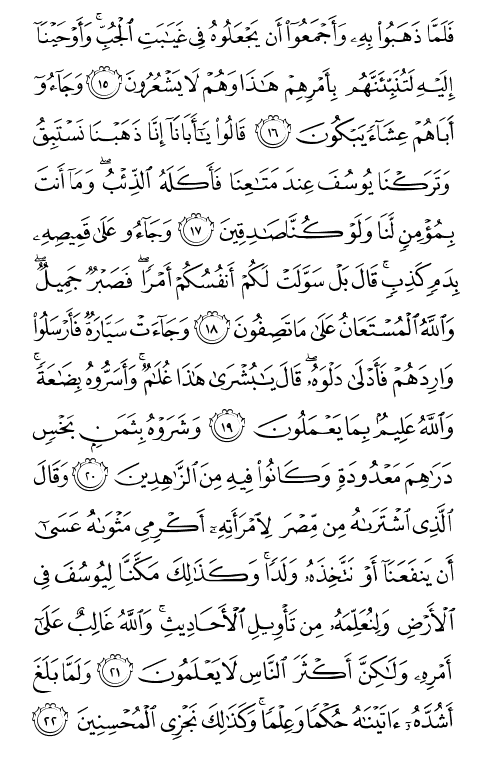 فَلَمَّا ذَهَبُوا۟ بِهِۦ وَأَجْمَعُوٓا۟ أَن يَجْعَلُوهُ فِى غَيَٰبَتِ ٱلْجُبِّ ۚ وَأَوْحَيْنَآ
إِلَيْهِ لَتُنَبِّئَنَّهُم بِأَمْرِهِمْ هَٰذَا وَهُمْ لَا يَشْعُرُونَ ١٥ وَجَآءُوٓ
أَبَاهُمْ عِشَآءً يَبْكُونَ ١٦ قَالُوا۟ يَٰٓأَبَانَآ إِنَّا ذَهَبْنَا نَسْتَبِقُ
وَتَرَكْنَا يُوسُفَ عِندَ مَتَٰعِنَا فَأَكَلَهُ ٱلذِّئْبُ ۖ وَمَآ أَنتَ
بِمُؤْمِنٍ لَّنَا وَلَوْ كُنَّا صَٰدِقِينَ ١٧ وَجَآءُو عَلَىٰ قَمِيصِهِۦ
بِدَمٍ كَذِبٍ ۚ قَالَ بَلْ سَوَّلَتْ لَكُمْ أَنفُسُكُمْ أَمْرًا ۖ فَصَبْرٌ جَمِيلٌ ۖ
وَٱللَّهُ ٱلْمُسْتَعَانُ عَلَىٰ مَا تَصِفُونَ ١٨ وَجَآءَتْ سَيَّارَةٌ فَأَرْسَلُوا۟
وَارِدَهُمْ فَأَدْلَىٰ دَلْوَهُۥ ۖ قَالَ يَٰبُشْرَىٰ هَٰذَا غُلَٰمٌ ۚ وَأَسَرُّوهُ بِضَٰعَةً ۚ
وَٱللَّهُ عَلِيمٌۢ بِمَا يَعْمَلُونَ ١٩ وَشَرَوْهُ بِثَمَنٍۭ بَخْسٍ
دَرَٰهِمَ مَعْدُودَةٍ وَكَانُوا۟ فِيهِ مِنَ ٱلزَّٰهِدِينَ ٢٠ وَقَالَ
ٱلَّذِى ٱشْتَرَىٰهُ مِن مِّصْرَ لِٱمْرَأَتِهِۦٓ أَكْرِمِى مَثْوَىٰهُ عَسَىٰٓ
أَن يَنفَعَنَآ أَوْ نَتَّخِذَهُۥ وَلَدًا ۚ وَكَذَٰلِكَ مَكَّنَّا لِيُوسُفَ فِى
ٱلْأَرْضِ وَلِنُعَلِّمَهُۥ مِن تَأْوِيلِ ٱلْأَحَادِيثِ ۚ وَٱللَّهُ غَالِبٌ عَلَىٰٓ
أَمْرِهِۦ وَلَٰكِنَّ أَكْثَرَ ٱلنَّاسِ لَا يَعْلَمُونَ ٢١ وَلَمَّا بَلَغَ
أَشُدَّهُۥٓ ءَاتَيْنَٰهُ حُكْمًا وَعِلْمًا ۚ وَكَذَٰلِكَ نَجْزِى ٱلْمُحْسِنِينَ ٢٢